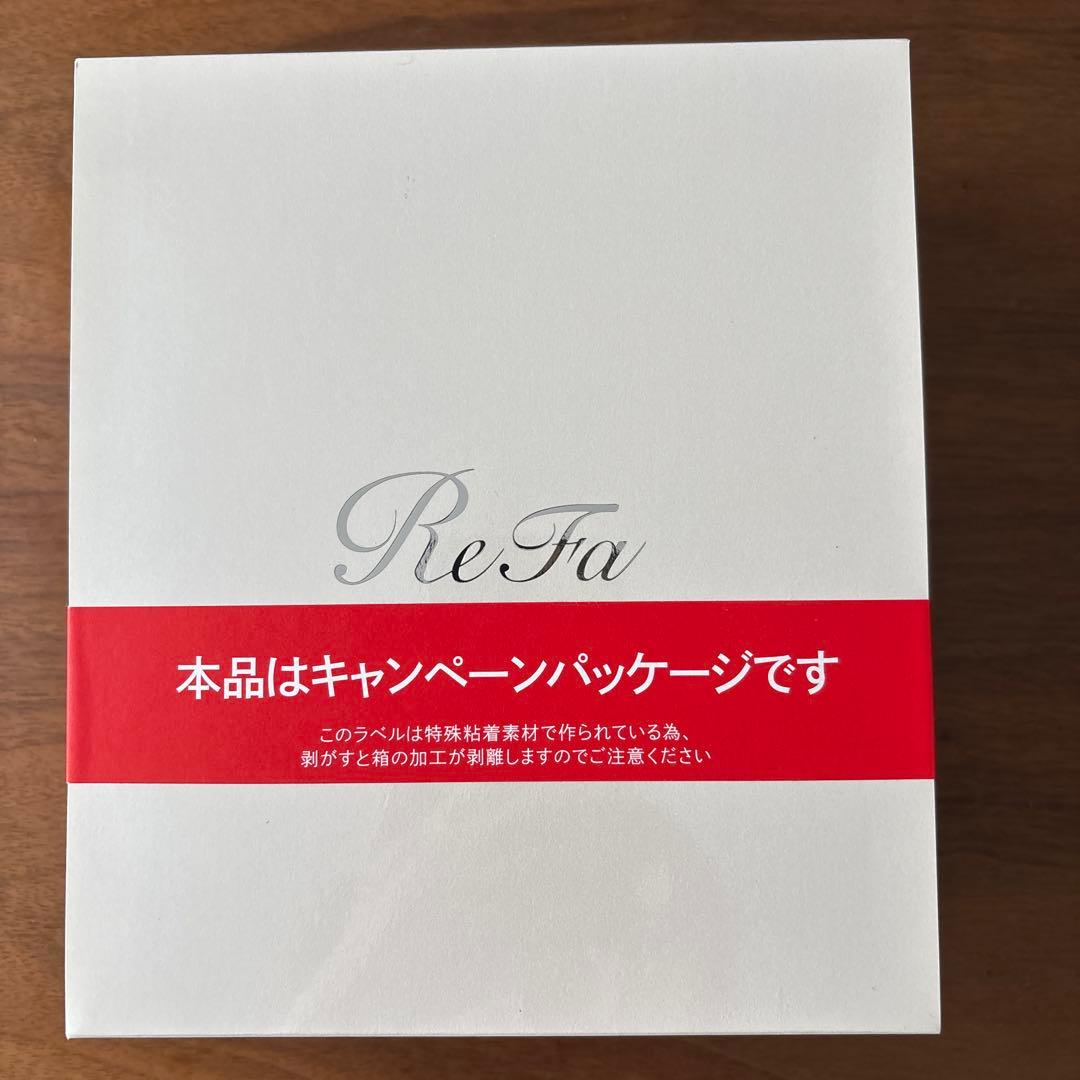 ReFa
本品はキャンペーンパッケージです
このラベルは特殊粘着素材で作られている為、
剥がすと箱の加工が剥離しますのでご注意ください